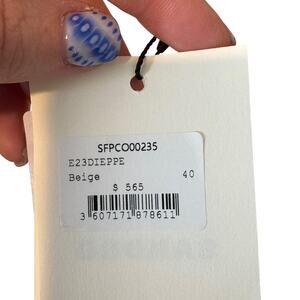 SFPCO00235
E23DIEPPE
Beige 40
$ 565
3 607171 878611